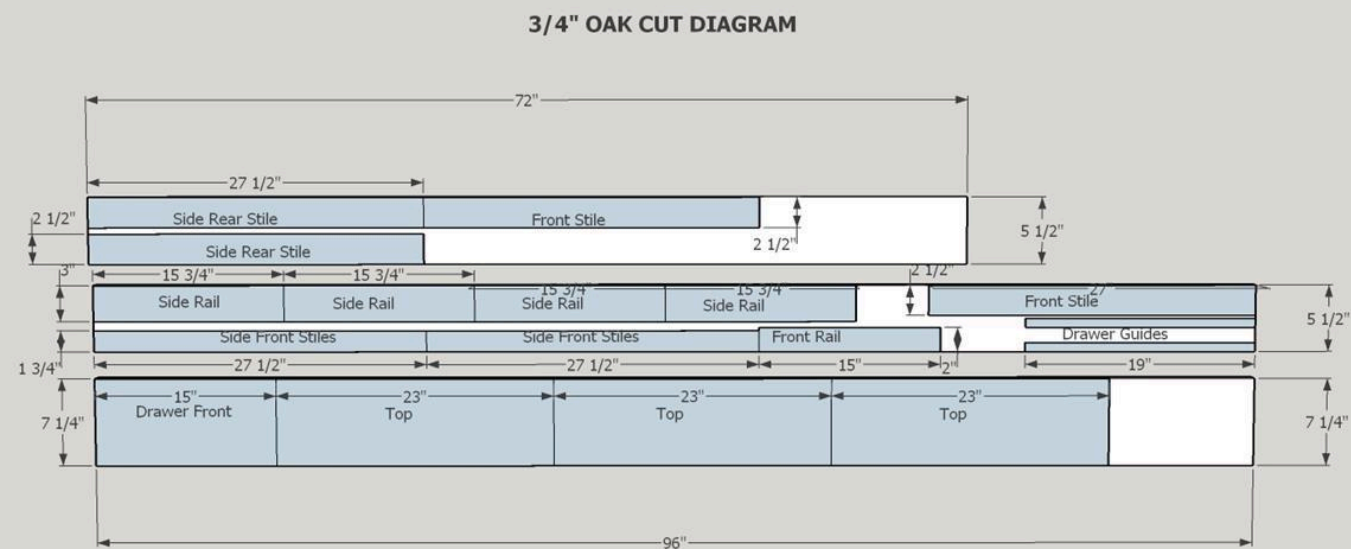 3/4" OAK CUT DIAGRAM
72"
27 1/2"
2 1/2"
Side Rear Stile
Front Stile
2 1/2"
5 1/2"
Side Rear Stile
3"
15 3/4"
15 3/4"
15 3/4"
15 3/4"
2 1/2"
27"
Side Rail
Side Rail
Side Rail
Side Rail
Front Stile
5 1/2"
Side Front Stiles
Side Front Stiles
Front Rail
Drawer Guides
1 3/4"
27 1/2"
27 1/2"
15"
2"
19"
15"
23"
23"
23"
Drawer Front
Top
Top
Top
7 1/4"
7 1/4"
96"